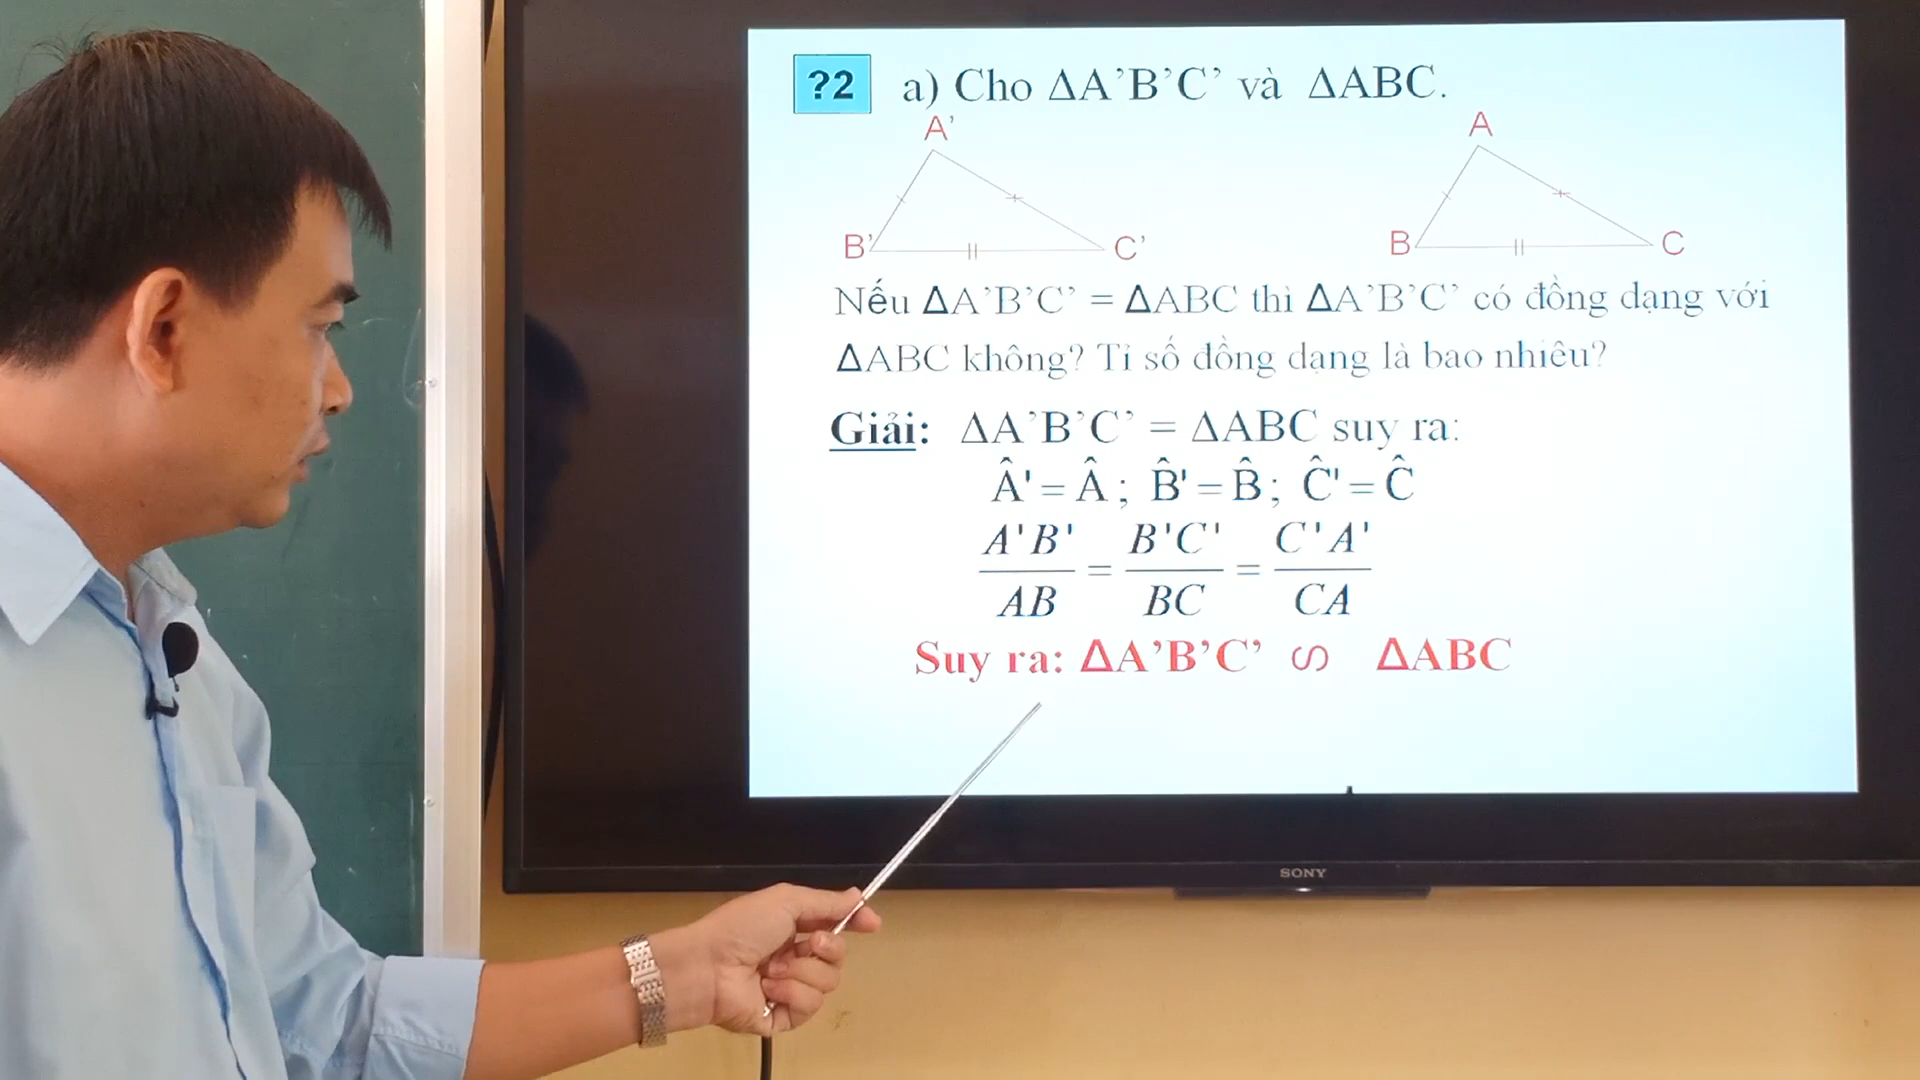 ?2 a) Cho ΔA’B’C’ và ΔABC.
A' A
B' C' B C
Nếu ΔA’B’C’ = ΔABC thì ΔA’B’C’ có đồng dạng với
ΔABC không? Tỉ số đồng dạng là bao nhiêu?
Giải: ΔA’B’C’ = ΔABC suy ra:
Â' = Â ; B̂' = B̂ ; Ĉ' = Ĉ
A'B'/AB = B'C'/BC = C'A'/CA
Suy ra: ΔA’B’C’ ∽ ΔABC
SONY